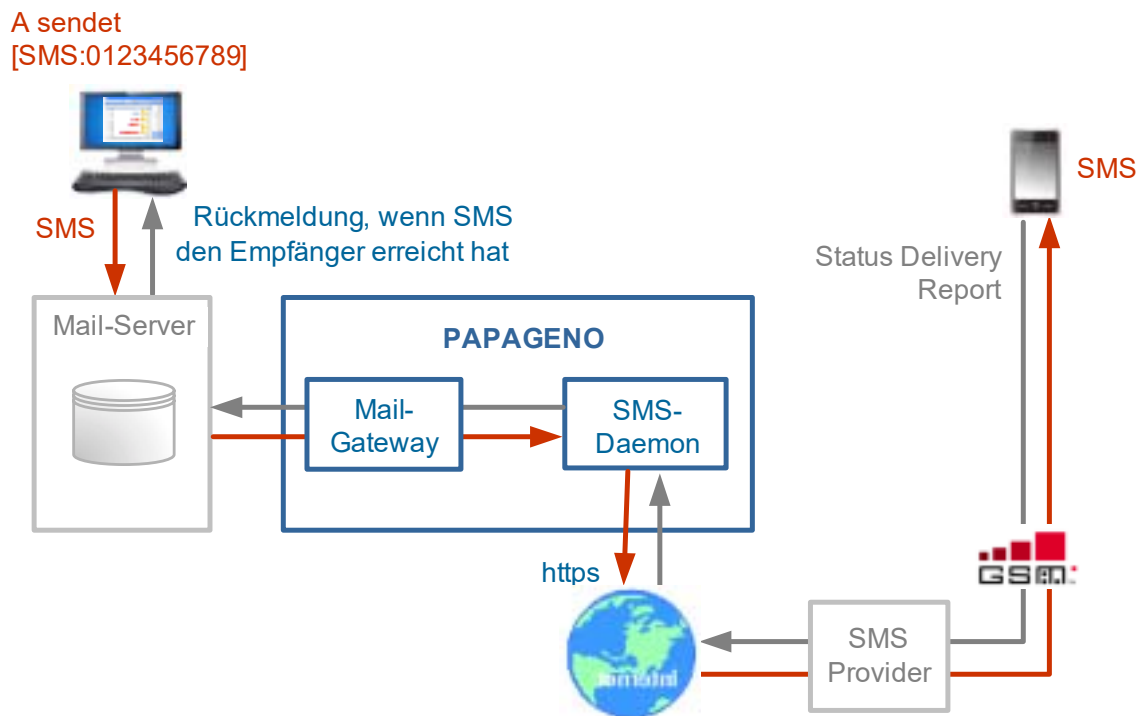 A sendet
[SMS:0123456789]
SMS
SMS
Rückmeldung, wenn SMS
den Empfänger erreicht hat
Status Delivery
Report
Mail-Server
PAPAGENO
Mail-
Gateway
SMS-
Daemon
https
GSM
Internet
SMS
Provider